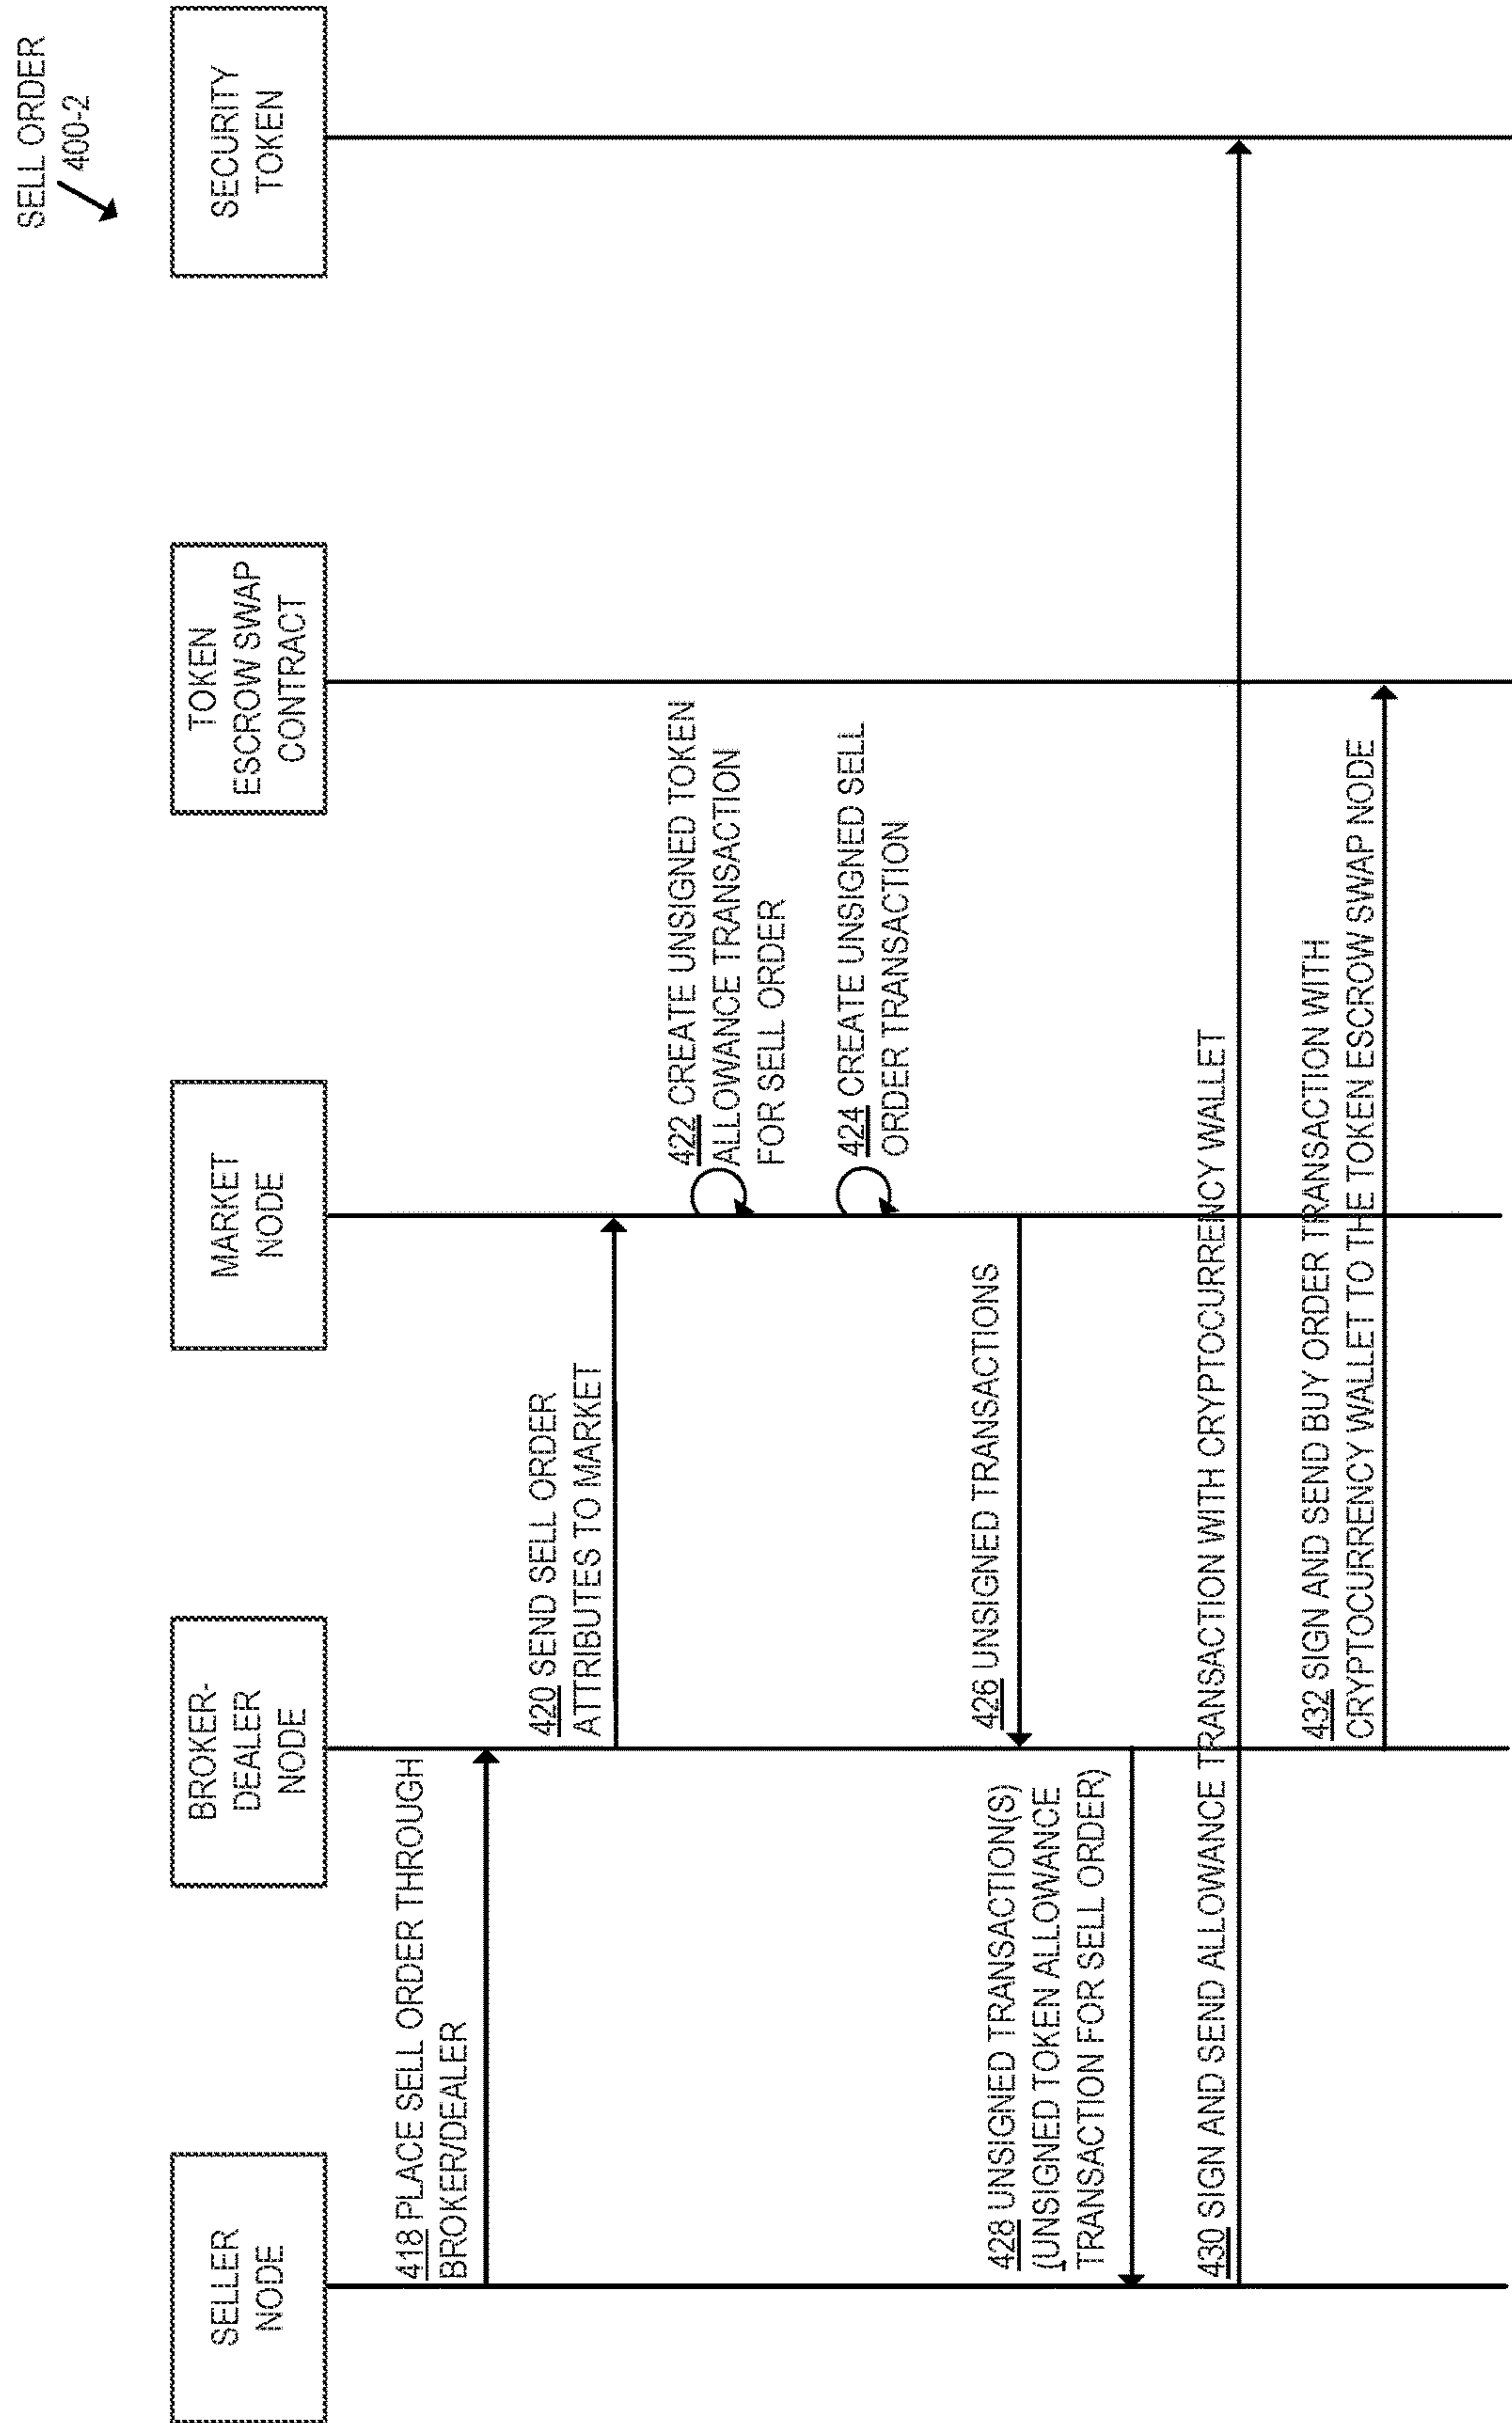 SELL ORDER
400-2
SELLER
NODE
BROKER-
DEALER
NODE
MARKET
NODE
TOKEN
ESCROW SWAP
CONTRACT
SECURITY
TOKEN
418 PLACE SELL ORDER THROUGH
BROKER/DEALER
420 SEND SELL ORDER
ATTRIBUTES TO MARKET
422 CREATE UNSIGNED TOKEN
ALLOWANCE TRANSACTION
FOR SELL ORDER
424 CREATE UNSIGNED SELL
ORDER TRANSACTION
426 UNSIGNED TRANSACTIONS
428 UNSIGNED TRANSACTION(S)
(UNSIGNED TOKEN ALLOWANCE
TRANSACTION FOR SELL ORDER)
430 SIGN AND SEND ALLOWANCE TRANSACTION WITH CRYPTOCURRENCY WALLET
432 SIGN AND SEND BUY ORDER TRANSACTION WITH
CRYPTOCURRENCY WALLET TO THE TOKEN ESCROW SWAP NODE